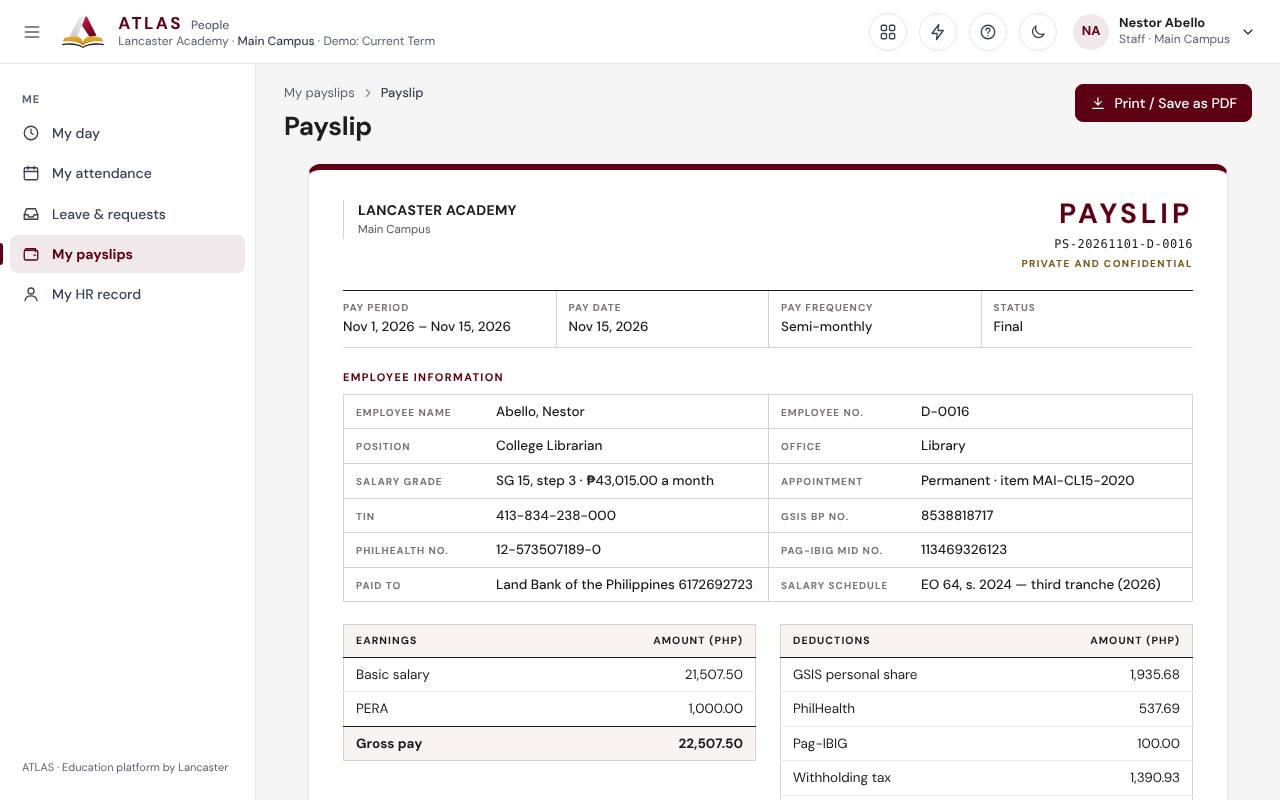 ATLAS People
Lancaster Academy · Main Campus · Demo: Current Term
NA
Nestor Abello
Staff · Main Campus
ME
My day
My attendance
Leave & requests
My payslips
My HR record
ATLAS · Education platform by Lancaster
My payslips > Payslip
Payslip
Print / Save as PDF
LANCASTER ACADEMY
Main Campus
PAYSLIP
PS-20261101-D-0016
PRIVATE AND CONFIDENTIAL
PAY PERIOD
Nov 1, 2026 – Nov 15, 2026
PAY DATE
Nov 15, 2026
PAY FREQUENCY
Semi-monthly
STATUS
Final
EMPLOYEE INFORMATION
EMPLOYEE NAME Abello, Nestor EMPLOYEE NO. D-0016
POSITION College Librarian OFFICE Library
SALARY GRADE SG 15, step 3 · ₱43,015.00 a month APPOINTMENT Permanent · item MAI-CL15-2020
TIN 413-834-238-000 GSIS BP NO. 8538818717
PHILHEALTH NO. 12-573507189-0 PAG-IBIG MID NO. 113469326123
PAID TO Land Bank of the Philippines 6172692723 SALARY SCHEDULE EO 64, s. 2024 — third tranche (2026)
EARNINGS AMOUNT (PHP)
Basic salary 21,507.50
PERA 1,000.00
Gross pay 22,507.50
DEDUCTIONS AMOUNT (PHP)
GSIS personal share 1,935.68
PhilHealth 537.69
Pag-IBIG 100.00
Withholding tax 1,390.93